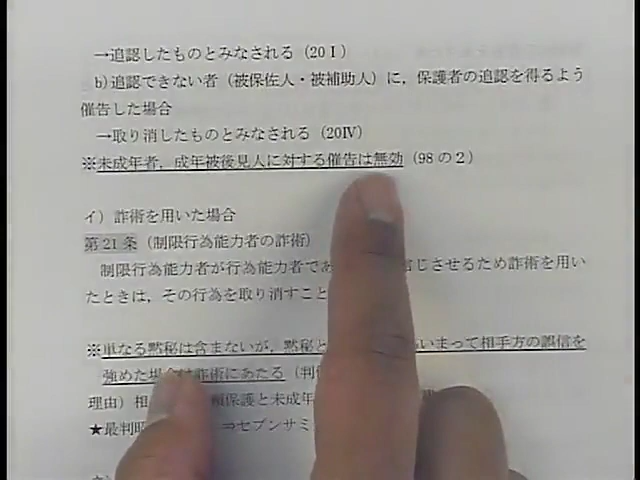 →追認したものとみなされる（20Ⅰ）
b)追認できない者（被保佐人・被補助人）に，保護者の追認を得るよう
催告した場合
→取り消したものとみなされる（20Ⅳ）
※未成年者，成年被後見人に対する催告は無効（98の2）
イ）詐術を用いた場合
第21条（制限行為能力者の詐術）
制限行為能力者が行為能力者であ 信じさせるため詐術を用い
たときは，その行為を取り消すこと
※単なる黙秘は含まないが，黙秘と いまって相手方の誤信を
強めた場合 詐術にあたる（判
理由）相 頼保護と未成年
★最判昭 ⇒セブンサミ